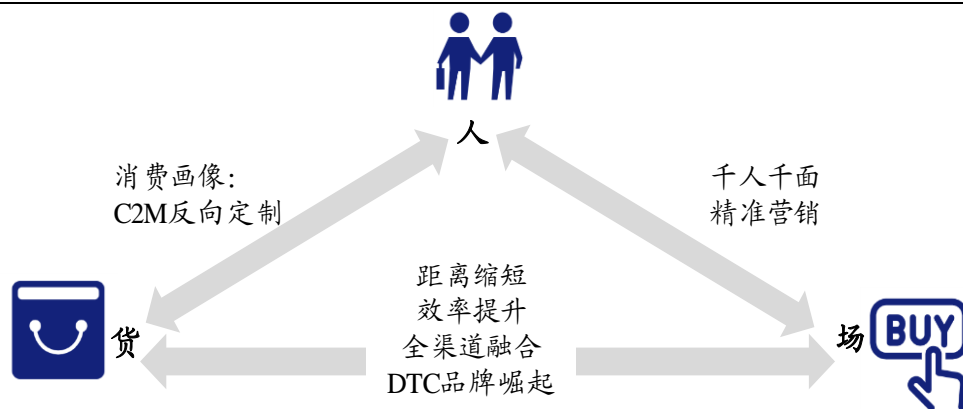 人
消费画像：
C2M反向定制
千人千面
精准营销
距离缩短
效率提升
全渠道融合
DTC品牌崛起
货
场
BUY